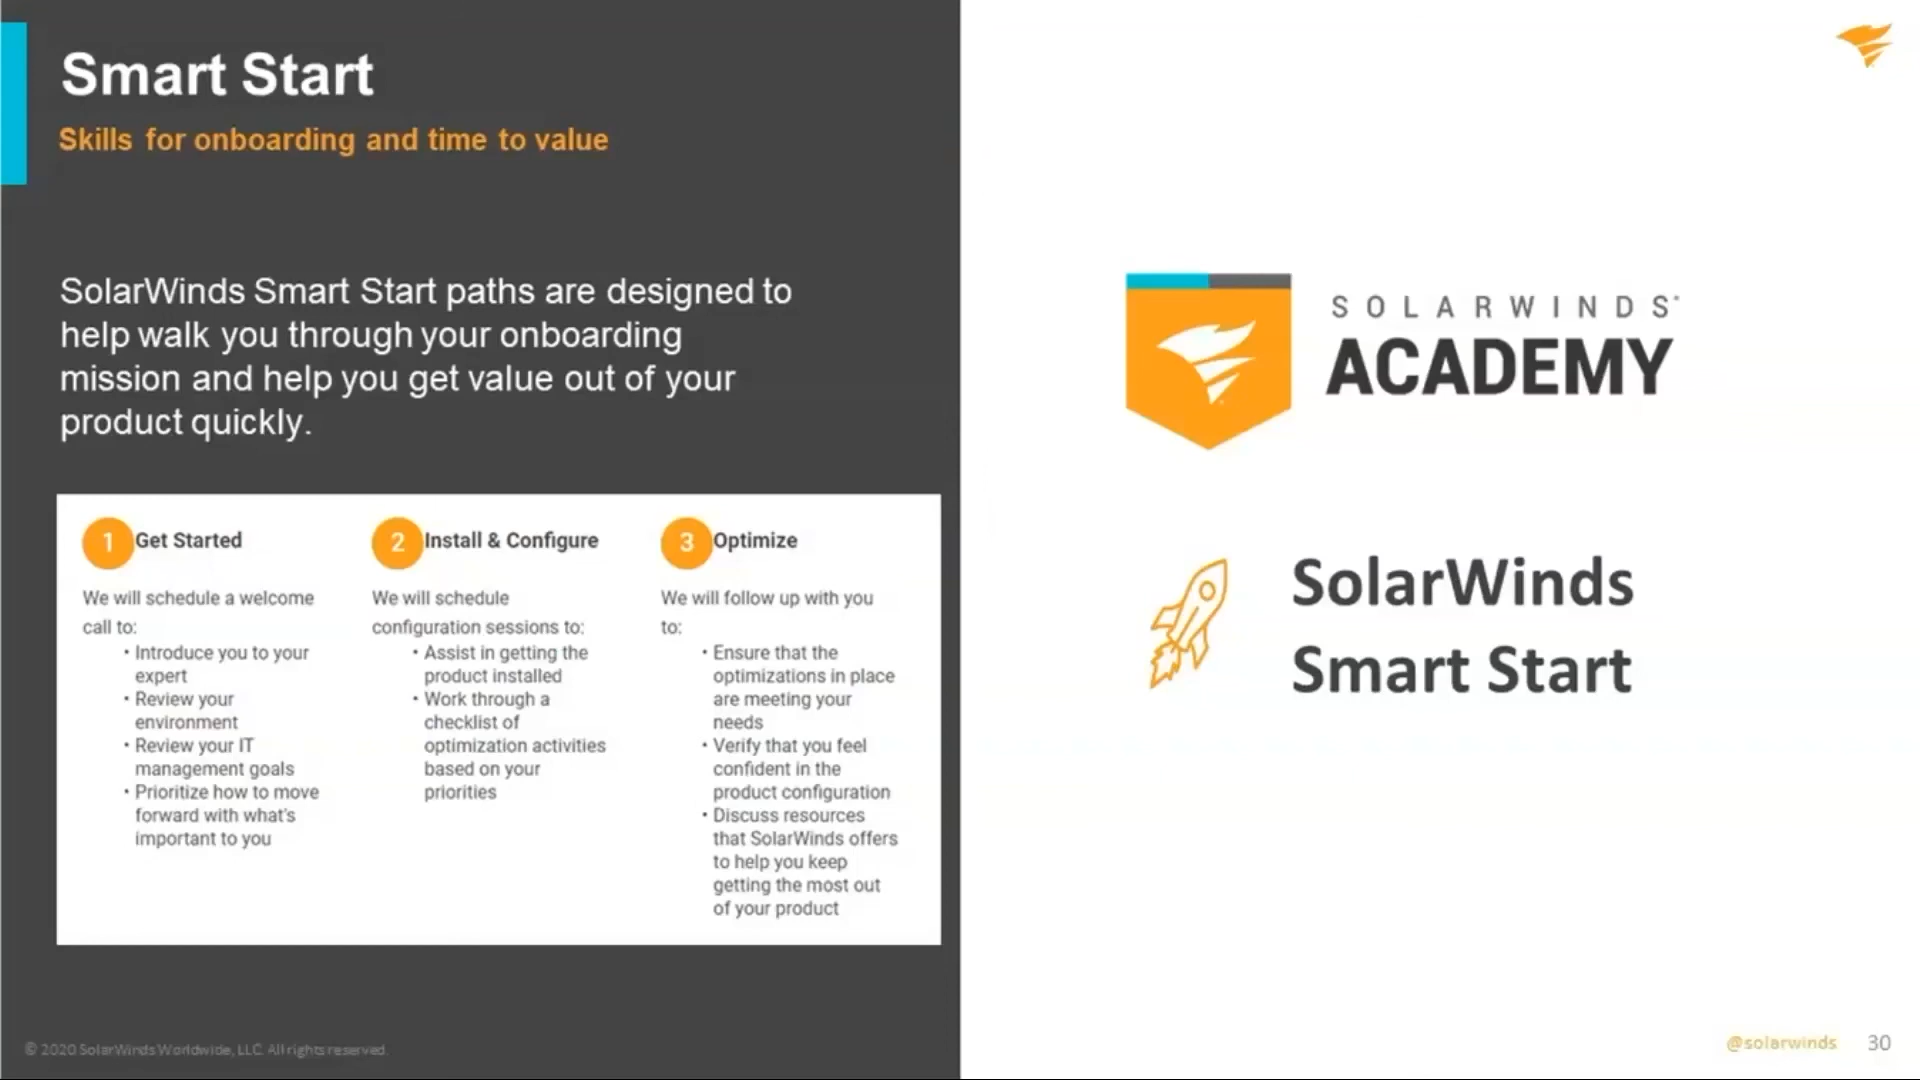 Smart Start
Skills for onboarding and time to value
SolarWinds Smart Start paths are designed to
help walk you through your onboarding
mission and help you get value out of your
product quickly.
1 Get Started
We will schedule a welcome
call to:
• Introduce you to your
expert
• Review your
environment
• Review your IT
management goals
• Prioritize how to move
forward with what's
important to you
2 Install & Configure
We will schedule
configuration sessions to:
• Assist in getting the
product installed
• Work through a
checklist of
optimization activities
based on your
priorities
3 Optimize
We will follow up with you
to:
• Ensure that the
optimizations in place
are meeting your
needs
• Verify that you feel
confident in the
product configuration
• Discuss resources
that SolarWinds offers
to help you keep
getting the most out
of your product
SOLARWINDS
ACADEMY
SolarWinds
Smart Start
© 2020 SolarWinds Worldwide, LLC. All rights reserved.
@solarwinds 30